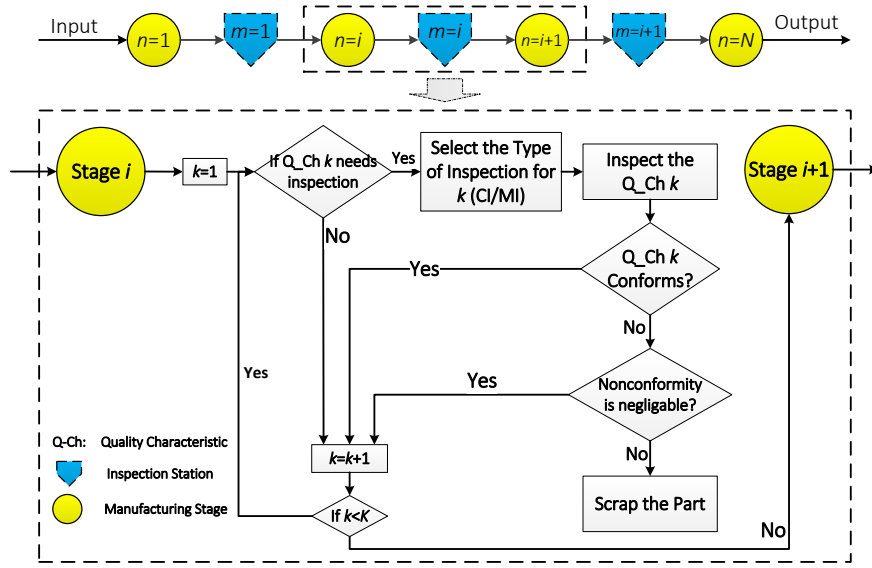 Input
n=1
m=1
n=i
m=i
n=i+1
m=i+1
n=N
Output
Stage i
k=1
If Q_Ch k needs
inspection
Yes
Select the Type
of Inspection for
k (CI/MI)
Inspect the
Q_Ch k
Stage i+1
No
Yes
Q_Ch k
Conforms?
No
Yes
Yes
Nonconformity
is negligable?
Q-Ch: Quality Characteristic
k=k+1
No
Inspection Station
Scrap the Part
Manufacturing Stage
If k<K
No